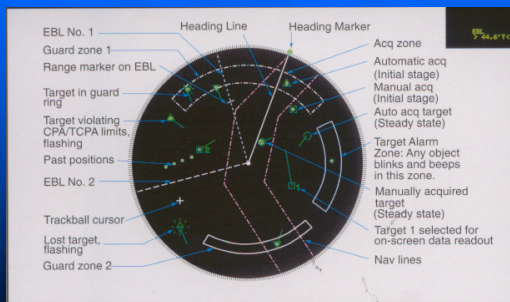 EBL
> 44.6°T
Heading Line
Heading Marker
EBL No. 1
Guard zone 1
Range marker on EBL
Target in guard
ring
Target violating
CPA/TCPA limits,
flashing
Past positions
EBL No. 2
Trackball cursor
Lost target,
flashing
Guard zone 2
Acq zone
Automatic acq
(Initial stage)
Manual acq
(Initial stage)
Auto acq target
(Steady state)
Target Alarm
Zone: Any object
blinks and beeps
in this zone.
Manually acquired
target
(Steady state)
Target 1 selected for
on-screen data readout
Nav lines
1